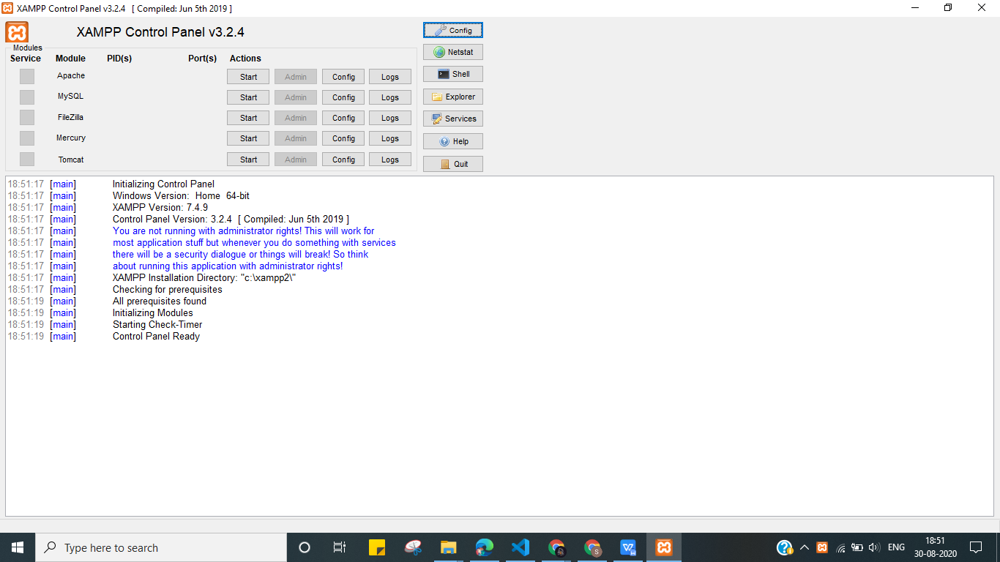 XAMPP Control Panel v3.2.4 [ Compiled: Jun 5th 2019 ]
XAMPP Control Panel v3.2.4
Config
Modules
Service Module PID(s) Port(s) Actions
Netstat
Apache Start Admin Config Logs
Shell
MySQL Start Admin Config Logs
Explorer
FileZilla Start Admin Config Logs
Services
Mercury Start Admin Config Logs
Help
Tomcat Start Admin Config Logs
Quit
18:51:17 [main] Initializing Control Panel
18:51:17 [main] Windows Version: Home 64-bit
18:51:17 [main] XAMPP Version: 7.4.9
18:51:17 [main] Control Panel Version: 3.2.4 [ Compiled: Jun 5th 2019 ]
18:51:17 [main] You are not running with administrator rights! This will work for
18:51:17 [main] most application stuff but whenever you do something with services
18:51:17 [main] there will be a security dialogue or things will break! So think
18:51:17 [main] about running this application with administrator rights!
18:51:17 [main] XAMPP Installation Directory: "c:\xampp2\"
18:51:17 [main] Checking for prerequisites
18:51:19 [main] All prerequisites found
18:51:19 [main] Initializing Modules
18:51:19 [main] Starting Check-Timer
18:51:19 [main] Control Panel Ready
Type here to search
ENG
18:51
30-08-2020